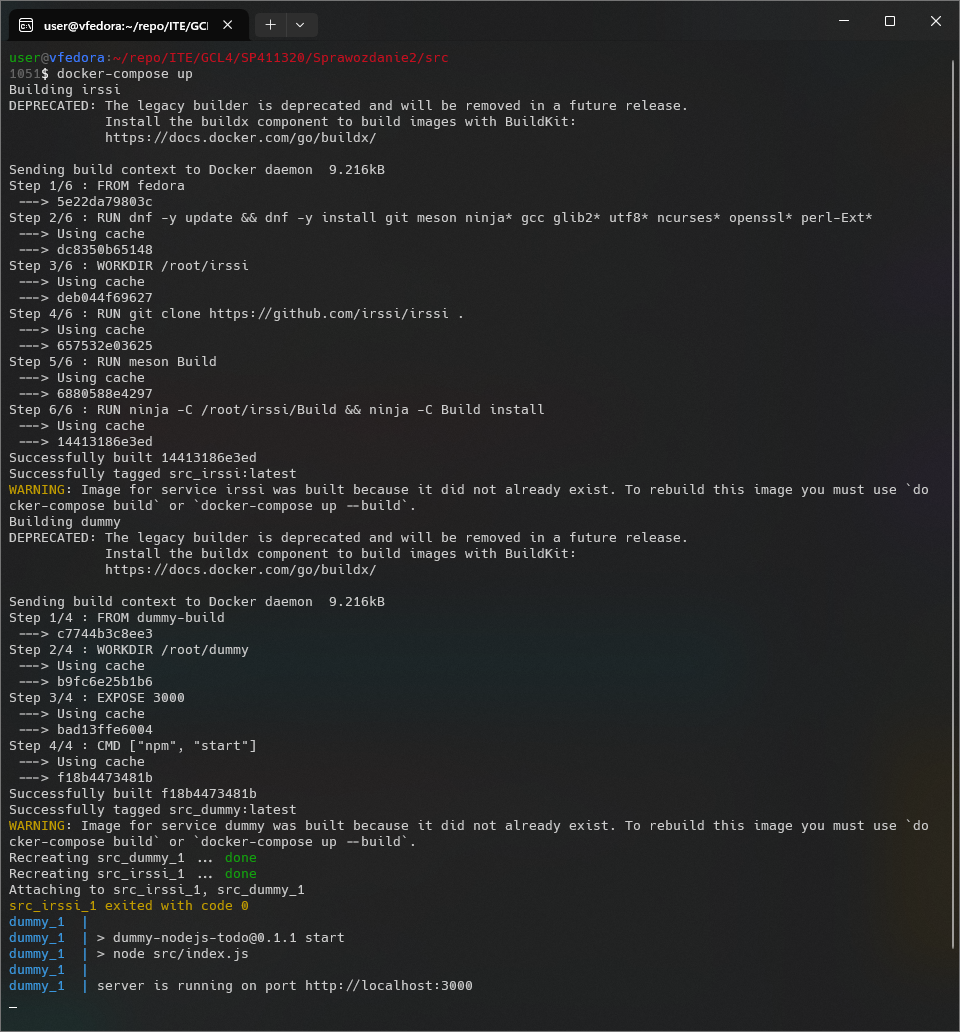 user@vfedora:~/repo/ITE/GCL
user@vfedora:~/repo/ITE/GCL4/SP411320/Sprawozdanie2/src
1051$ docker-compose up
Building irssi
DEPRECATED: The legacy builder is deprecated and will be removed in a future release.
            Install the buildx component to build images with BuildKit:
            https://docs.docker.com/go/buildx/
Sending build context to Docker daemon  9.216kB
Step 1/6 : FROM fedora
 ---> 5e22da79803c
Step 2/6 : RUN dnf -y update && dnf -y install git meson ninja* gcc glib2* utf8* ncurses* openssl* perl-Ext*
 ---> Using cache
 ---> dc8350b65148
Step 3/6 : WORKDIR /root/irssi
 ---> Using cache
 ---> deb044f69627
Step 4/6 : RUN git clone https://github.com/irssi/irssi .
 ---> Using cache
 ---> 657532e03625
Step 5/6 : RUN meson Build
 ---> Using cache
 ---> 6880588e4297
Step 6/6 : RUN ninja -C /root/irssi/Build && ninja -C Build install
 ---> Using cache
 ---> 14413186e3ed
Successfully built 14413186e3ed
Successfully tagged src_irssi:latest
WARNING: Image for service irssi was built because it did not already exist. To rebuild this image you must use `do
cker-compose build` or `docker-compose up --build`.
Building dummy
DEPRECATED: The legacy builder is deprecated and will be removed in a future release.
            Install the buildx component to build images with BuildKit:
            https://docs.docker.com/go/buildx/
Sending build context to Docker daemon  9.216kB
Step 1/4 : FROM dummy-build
 ---> c7744b3c8ee3
Step 2/4 : WORKDIR /root/dummy
 ---> Using cache
 ---> b9fc6e25b1b6
Step 3/4 : EXPOSE 3000
 ---> Using cache
 ---> bad13ffe6004
Step 4/4 : CMD ["npm", "start"]
 ---> Using cache
 ---> f18b4473481b
Successfully built f18b4473481b
Successfully tagged src_dummy:latest
WARNING: Image for service dummy was built because it did not already exist. To rebuild this image you must use `do
cker-compose build` or `docker-compose up --build`.
Recreating src_dummy_1 ... done
Recreating src_irssi_1 ... done
Attaching to src_irssi_1, src_dummy_1
src_irssi_1 exited with code 0
dummy_1  |
dummy_1  | > dummy-nodejs-todo@0.1.1 start
dummy_1  | > node src/index.js
dummy_1  |
dummy_1  | server is running on port http://localhost:3000